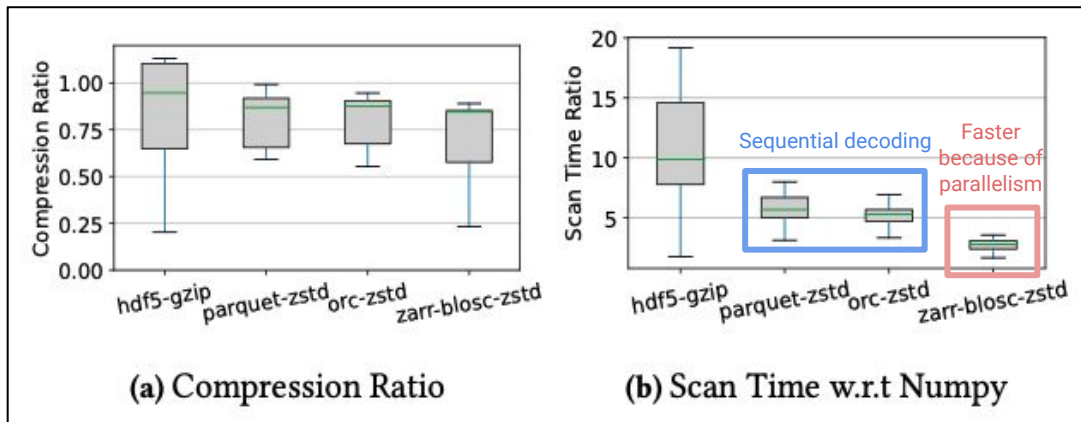 Compression Ratio
1.00
0.75
0.50
0.25
0.00
hdf5-gzip
parquet-zstd
orc-zstd
zarr-blosc-zstd
(a) Compression Ratio
Scan Time Ratio
20
15
10
5
Sequential decoding
Faster
because of
parallelism
hdf5-gzip
parquet-zstd
orc-zstd
zarr-blosc-zstd
(b) Scan Time w.r.t Numpy